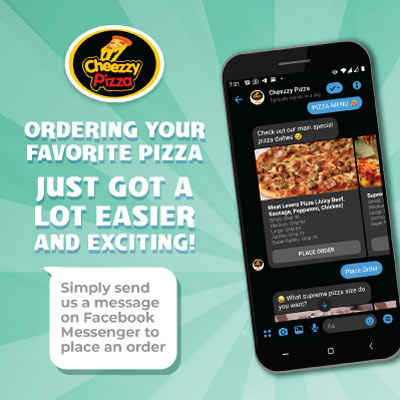 Cheezzy
Pizza
ORDERING YOUR
FAVORITE PIZZA
JUST GOT A
LOT EASIER
AND EXCITING!
Simply send
us a message
on Facebook
Messenger to
place an order
7:21
Cheezzy Pizza
Typically replies in a day
PIZZA MENU
Check out our main special
pizza dishes
Meat Lovers Pizza (Juicy Beef,
Sausage, Pepperoni, Chicken)
Supre
PLACE ORDER
Place Order
What supreme pizza size do
you want?
Aa